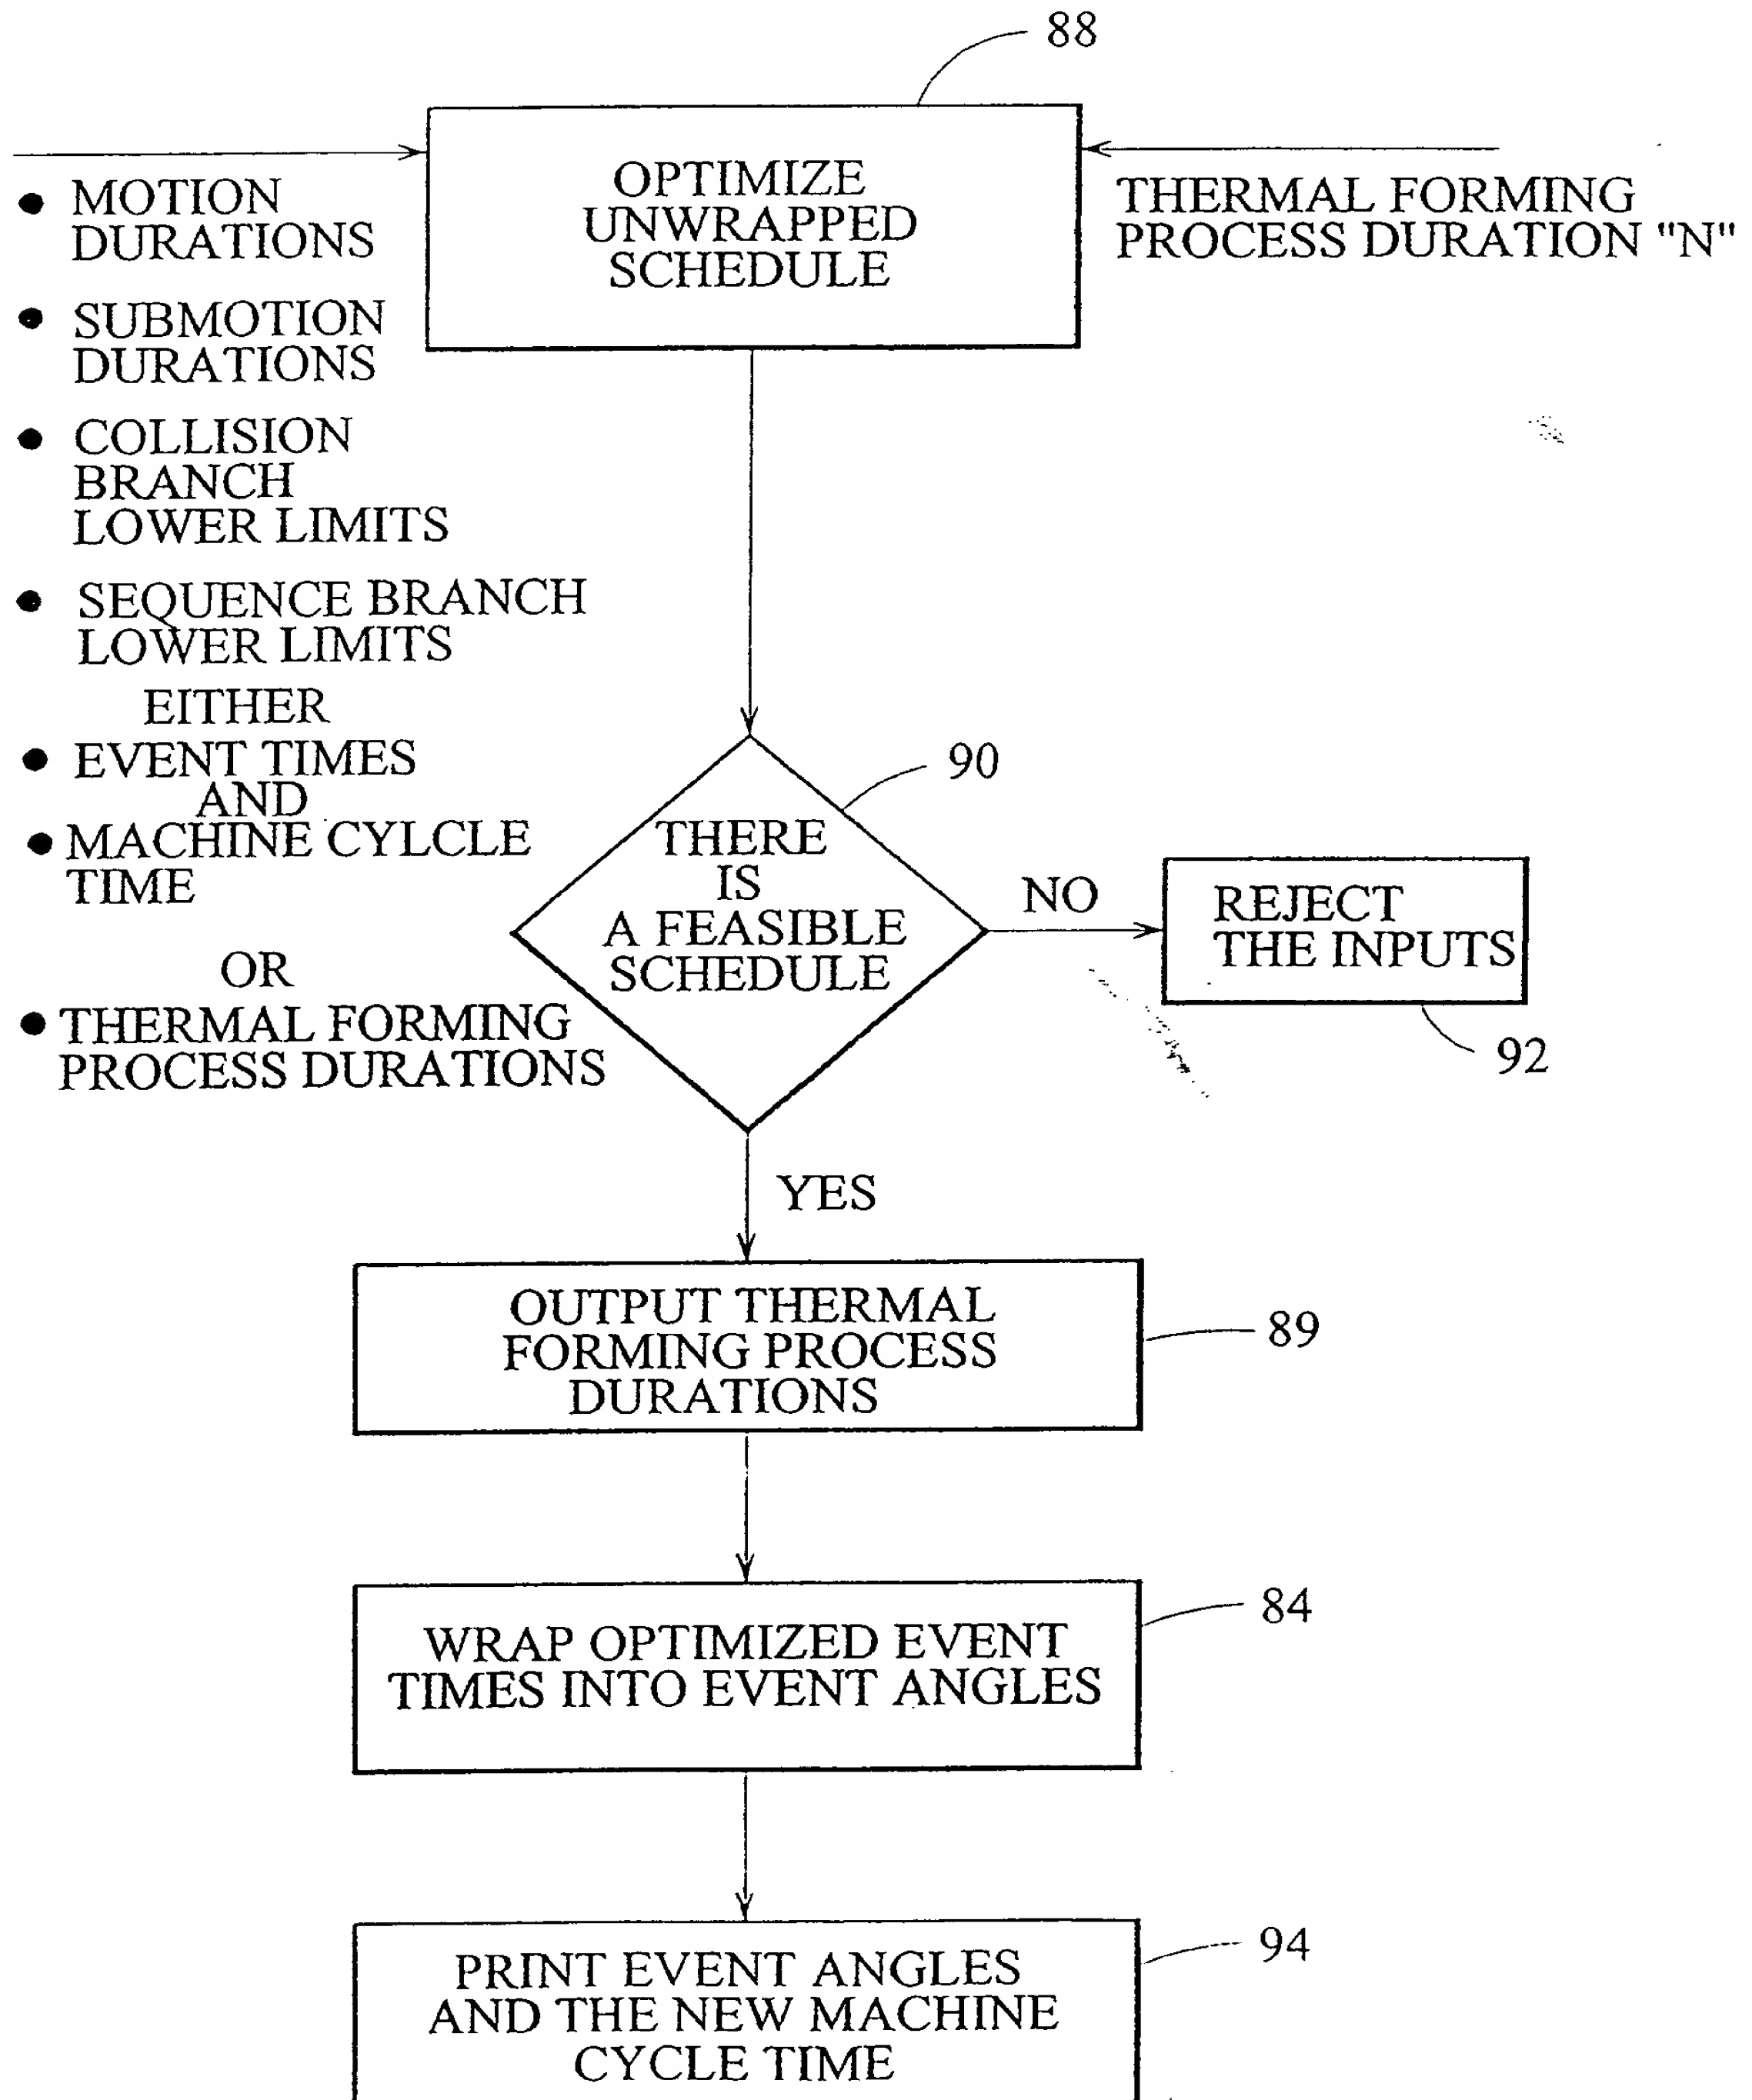 88
OPTIMIZE
UNWRAPPED
SCHEDULE
THERMAL FORMING
PROCESS DURATION "N"
• MOTION
DURATIONS
• SUBMOTION
DURATIONS
• COLLISION
BRANCH
LOWER LIMITS
• SEQUENCE BRANCH
LOWER LIMITS
EITHER
• EVENT TIMES
AND
• MACHINE CYLCLE
TIME
OR
• THERMAL FORMING
PROCESS DURATIONS
90
THERE
IS
A FEASIBLE
SCHEDULE
NO
REJECT
THE INPUTS
92
YES
OUTPUT THERMAL
FORMING PROCESS
DURATIONS
89
WRAP OPTIMIZED EVENT
TIMES INTO EVENT ANGLES
84
PRINT EVENT ANGLES
AND THE NEW MACHINE
CYCLE TIME
94